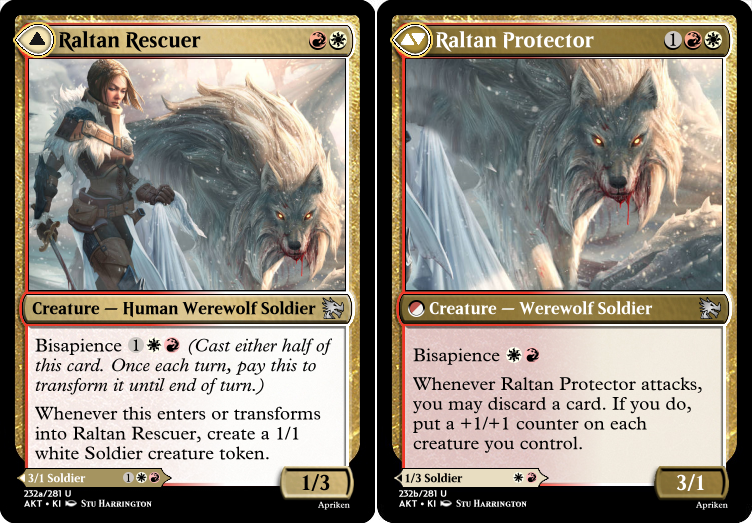 Raltan Rescuer
Creature — Human Werewolf Soldier
Bisapience 1 (Cast either half of
this card. Once each turn, pay this to
transform it until end of turn.)
Whenever this enters or transforms
into Raltan Rescuer, create a 1/1
white Soldier creature token.
3/1 Soldier 1
1/3
232a/281 U
AKT • KI Stu Harrington
Apriken
Raltan Protector 1
Creature — Werewolf Soldier
Bisapience
Whenever Raltan Protector attacks,
you may discard a card. If you do,
put a +1/+1 counter on each
creature you control.
1/3 Soldier
3/1
232b/281 U
AKT • KI Stu Harrington
Apriken